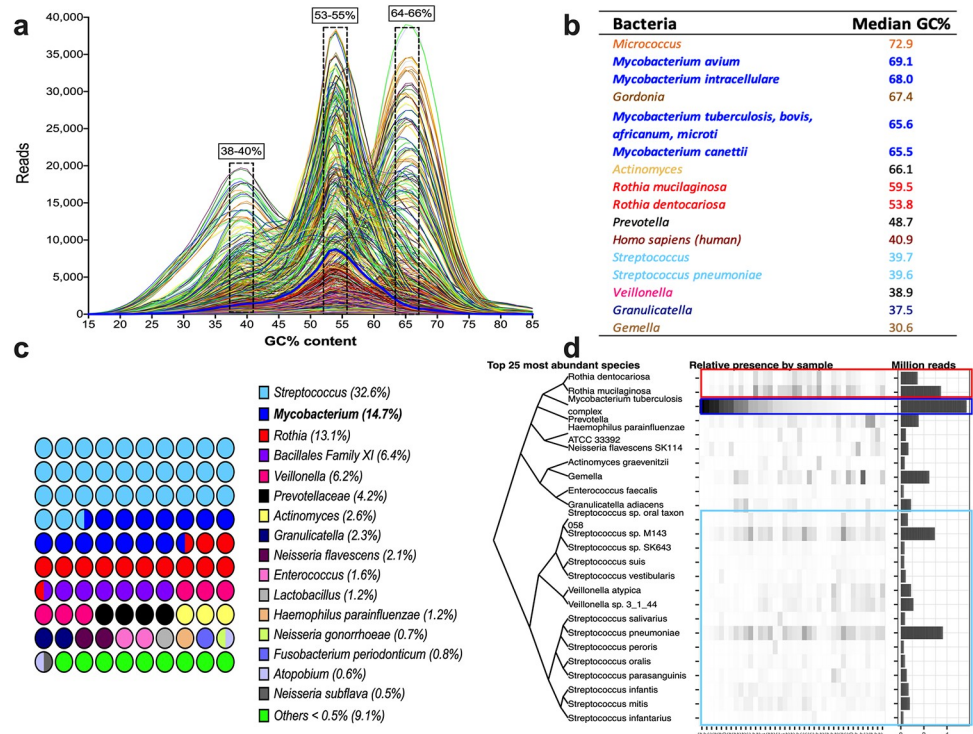 a
53-55%
64-66%
38-40%
40,000
35,000
30,000
25,000
20,000
15,000
10,000
5,000
0
Reads
15 20 25 30 35 40 45 50 55 60 65 70 75 80 85
GC% content
b
Bacteria Median GC%
Micrococcus 72.9
Mycobacterium avium 69.1
Mycobacterium intracellulare 68.0
Gordonia 67.4
Mycobacterium tuberculosis, bovis,
africanum, microti 65.6
Mycobacterium canettii 65.5
Actinomyces 66.1
Rothia mucilaginosa 59.5
Rothia dentocariosa 53.8
Prevotella 48.7
Homo sapiens (human) 40.9
Streptococcus 39.7
Streptococcus pneumoniae 39.6
Veillonella 38.9
Granulicatella 37.5
Gemella 30.6
c
Streptococcus (32.6%)
Mycobacterium (14.7%)
Rothia (13.1%)
Bacillales Family XI (6.4%)
Veillonella (6.2%)
Prevotellaceae (4.2%)
Actinomyces (2.6%)
Granulicatella (2.3%)
Neisseria flavescens (2.1%)
Enterococcus (1.6%)
Lactobacillus (1.2%)
Haemophilus parainfluenzae (1.2%)
Neisseria gonorrhoeae (0.7%)
Fusobacterium periodonticum (0.8%)
Atopobium (0.6%)
Neisseria subflava (0.5%)
Others < 0.5% (9.1%)
d
Top 25 most abundant species
Relative presence by sample
Million reads
Rothia dentocariosa
Rothia mucilaginosa
Mycobacterium tuberculosis
complex
Prevotella
Haemophilus parainfluenzae
ATCC 33392
Neisseria flavescens SK114
Actinomyces graevenitzii
Gemella
Enterococcus faecalis
Granulicatella adiacens
Streptococcus sp. oral taxon
058
Streptococcus sp. M143
Streptococcus sp. SK643
Streptococcus suis
Streptococcus vestibularis
Veillonella atypica
Veillonella sp. 3_1_44
Streptococcus salivarius
Streptococcus pneumoniae
Streptococcus peroris
Streptococcus oralis
Streptococcus parasanguinis
Streptococcus infantis
Streptococcus mitis
Streptococcus infantarius